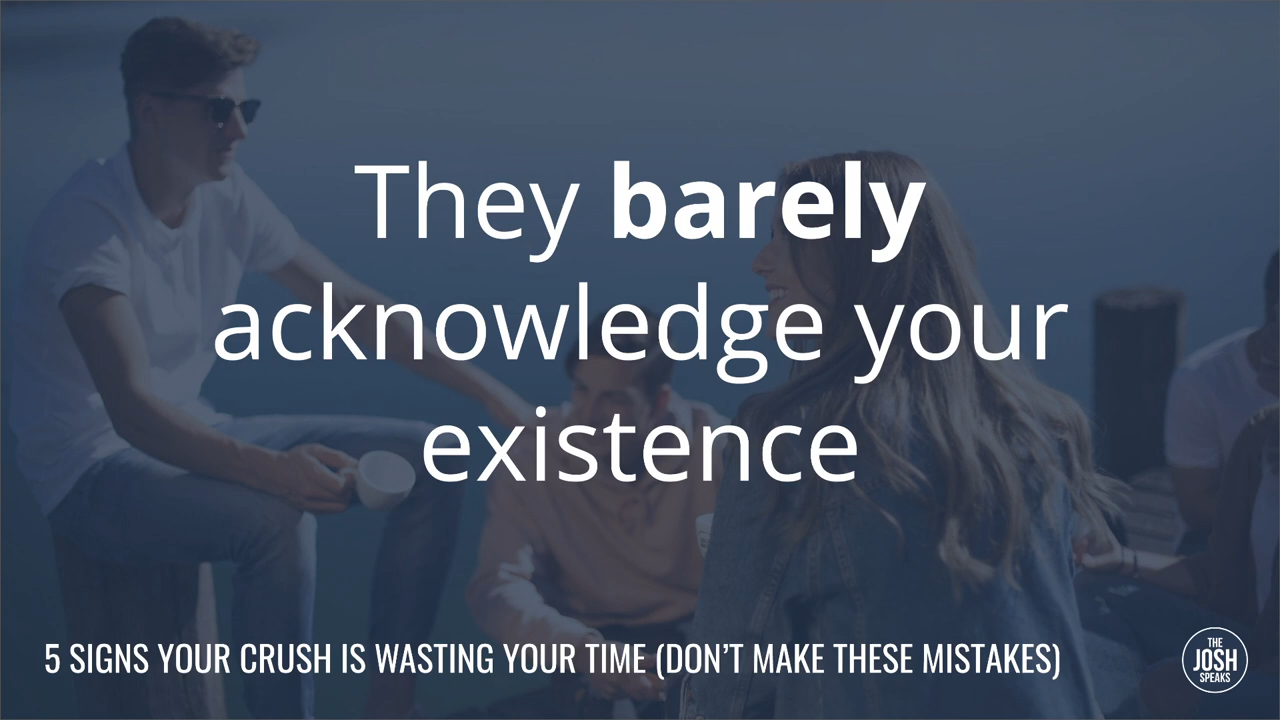 They barely
acknowledge your
existence
5 SIGNS YOUR CRUSH IS WASTING YOUR TIME (DON’T MAKE THESE MISTAKES)
THE
JOSH
SPEAKS